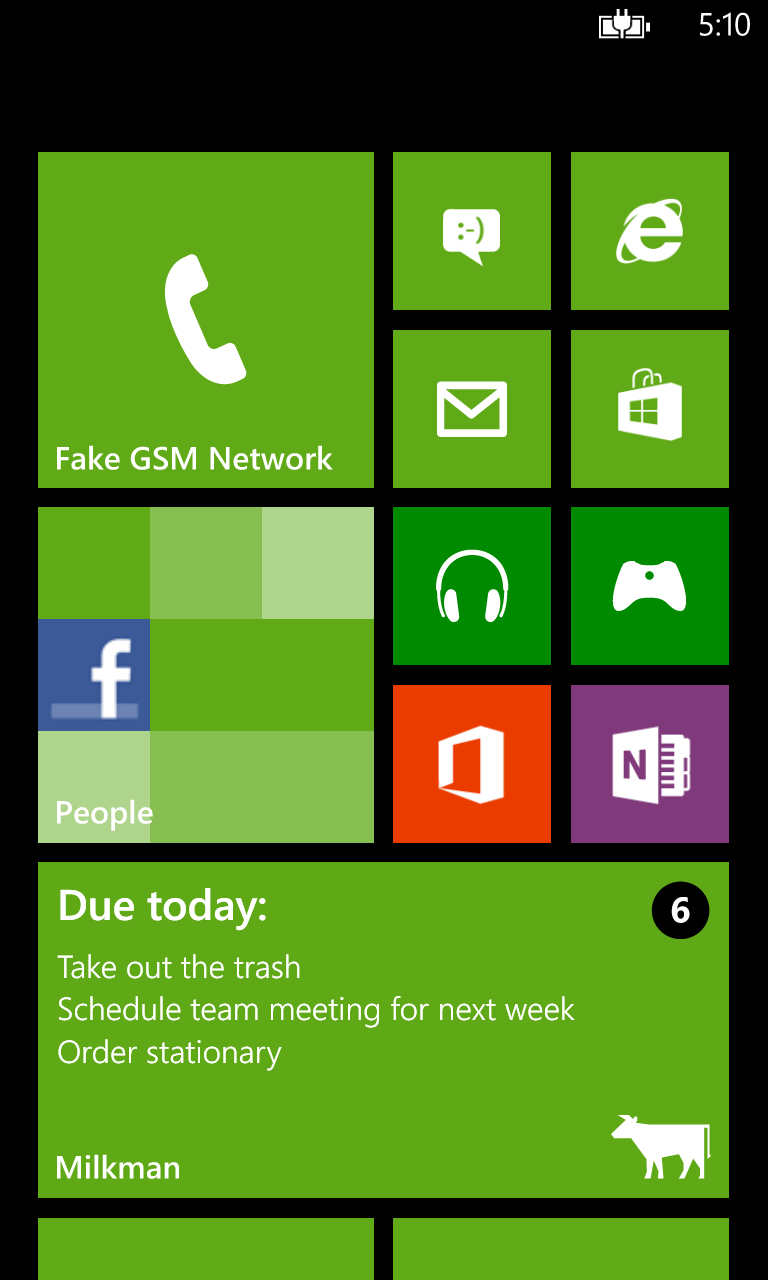 5:10
:-)
e
Fake GSM Network
f
People
N
Due today:
6
Take out the trash
Schedule team meeting for next week
Order stationary
Milkman